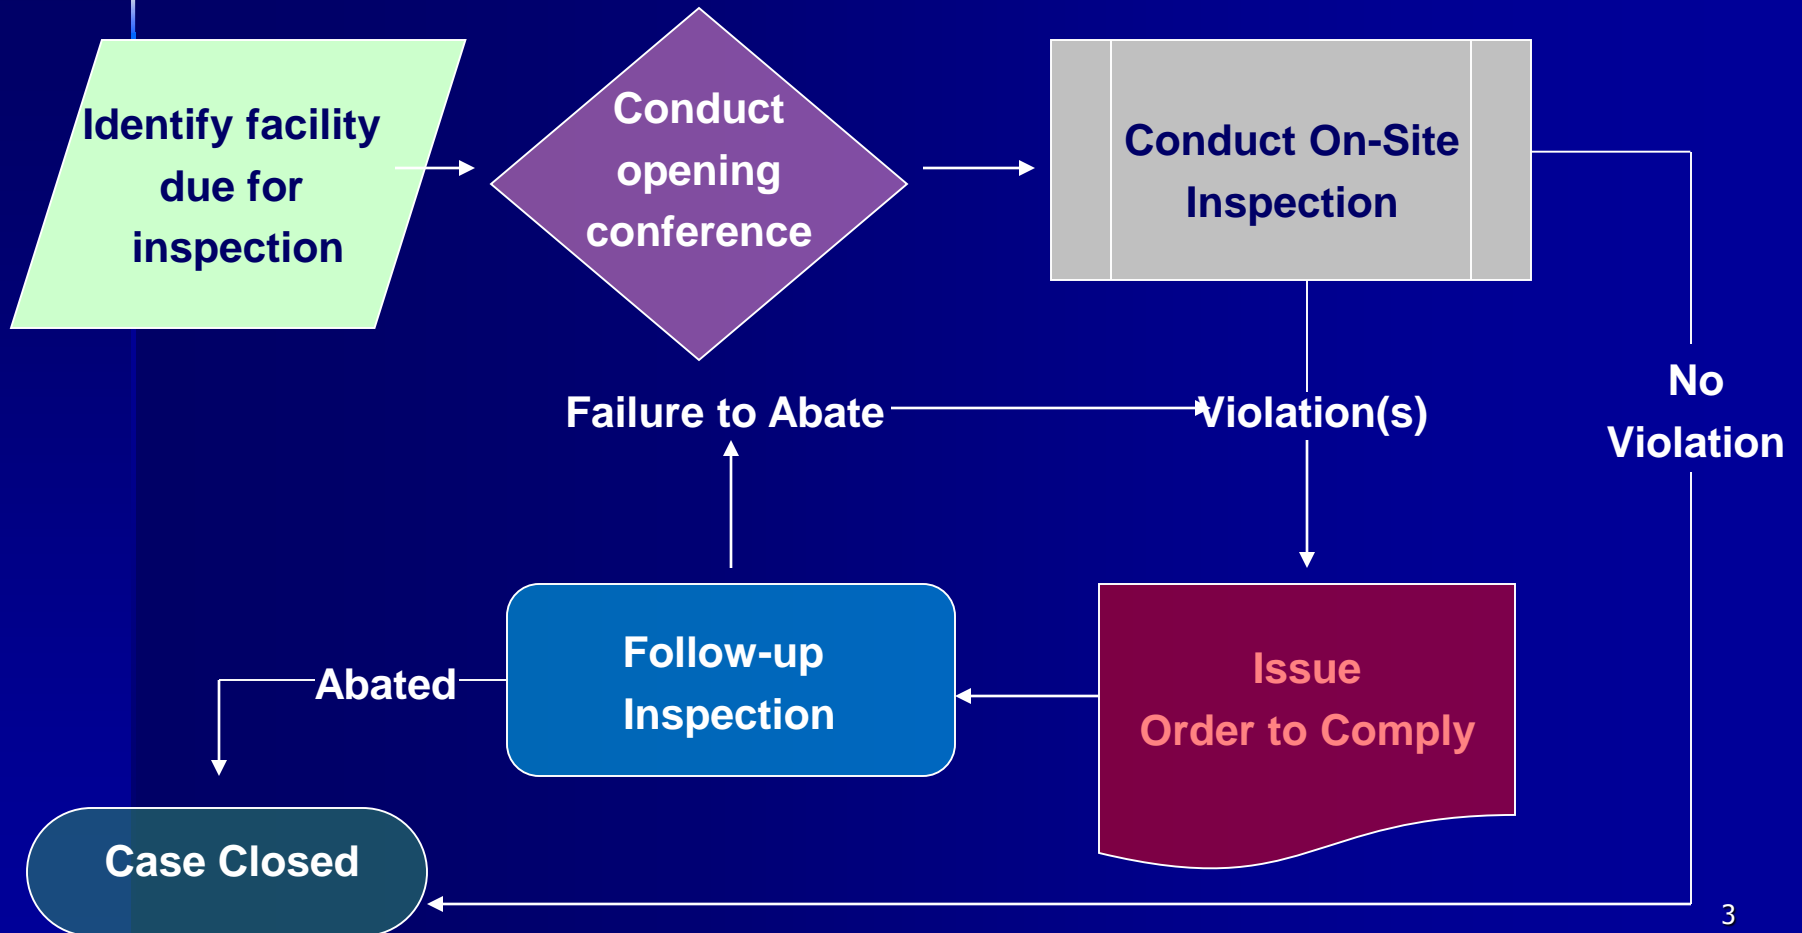 Identify facility
due for
inspection
Conduct
opening
conference
Conduct On-Site
Inspection
Failure to Abate
Violation(s)
No
Violation
Abated
Follow-up
Inspection
Issue
Order to Comply
Case Closed
3